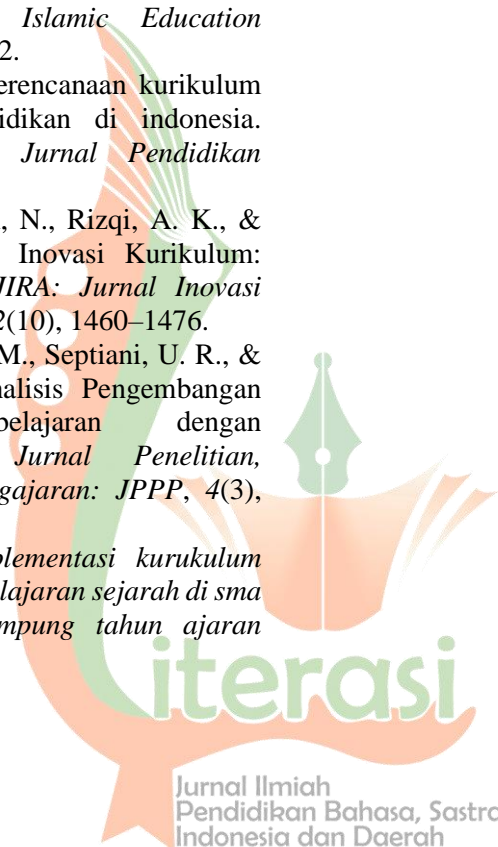 Islamic Education
2.
erencanaan kurikulum
idikan di indonesia.
Jurnal Pendidikan
, N., Rizqi, A. K., &
Inovasi Kurikulum:
JIRA: Jurnal Inovasi
2(10), 1460–1476.
M., Septiani, U. R., &
nalisis Pengembangan
belajaran dengan
Jurnal Penelitian,
gajaran: JPPP, 4(3),
plementasi kurukulum
lajaran sejarah di sma
mpung tahun ajaran
Literasi
Jurnal Ilmiah
Pendidikan Bahasa, Sastra
Indonesia dan Daerah